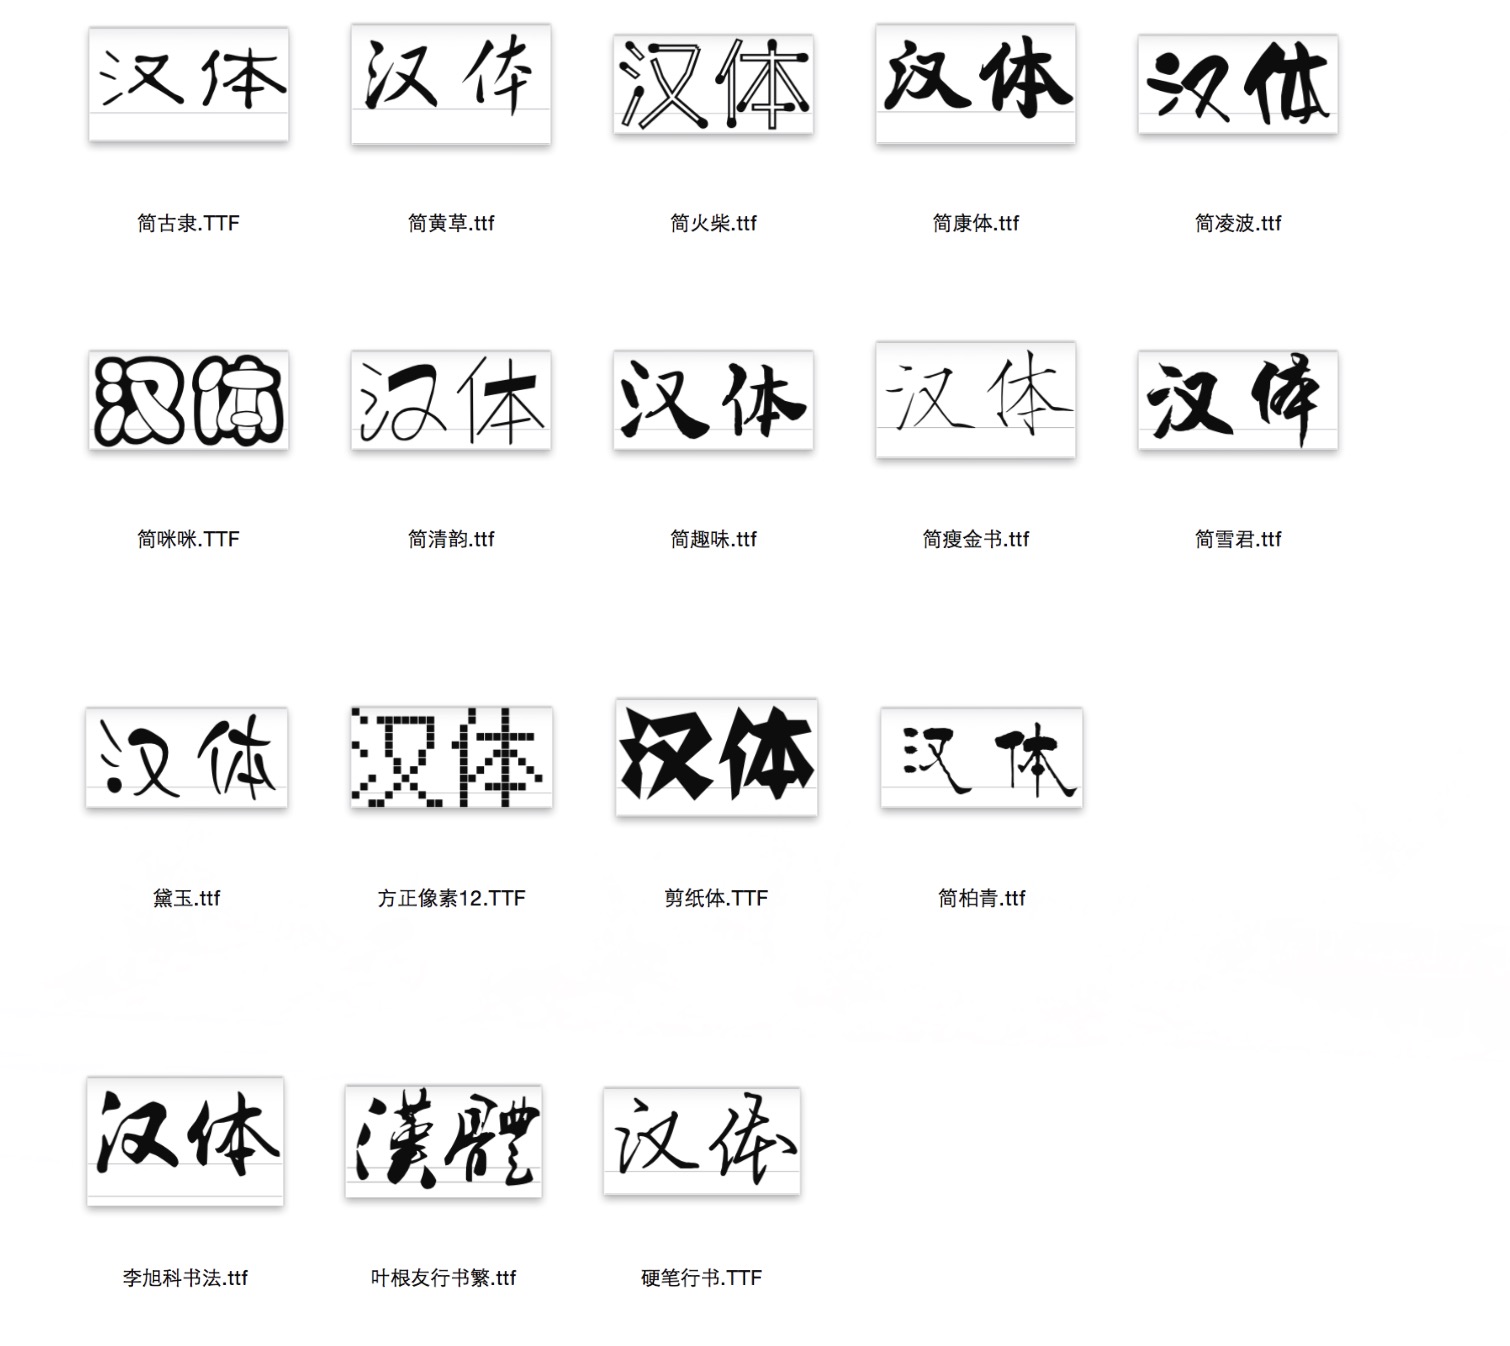 汉体 汉体 汉体 汉体 汉体
简古隶.TTF 简黄草.ttf 简火柴.ttf 简康体.ttf 简凌波.ttf
汉体 汉体 汉体 汉体 汉体
简咪咪.TTF 简清韵.ttf 简趣味.ttf 简瘦金书.ttf 简雪君.ttf
汉体 汉体 汉体 汉体
黛玉.ttf 方正像素12.TTF 剪纸体.TTF 简柏青.ttf
汉体 漢體 汉体
李旭科书法.ttf 叶根友行书繁.ttf 硬笔行书.TTF